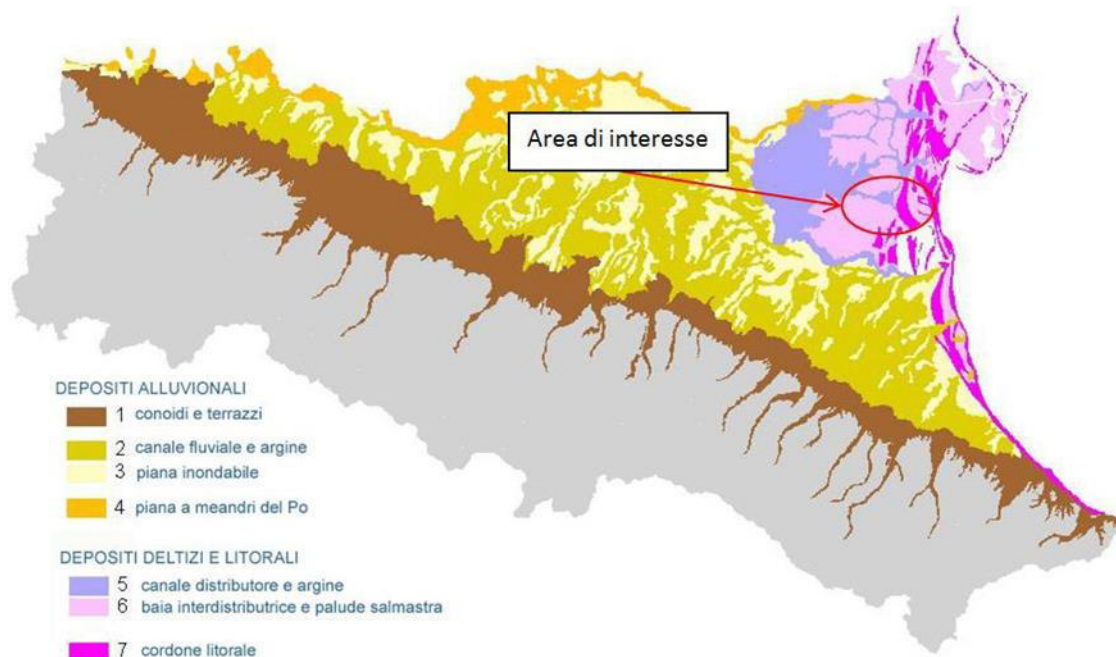 Area di interesse
DEPOSITI ALLUVIONALI
1 conoidi e terrazzi
2 canale fluviale e argine
3 piana inondabile
4 piana a meandri del Po
DEPOSITI DELTIZI E LITORALI
5 canale distributore e argine
6 baia interdistributrice e palude salmastra
7 cordone litorale